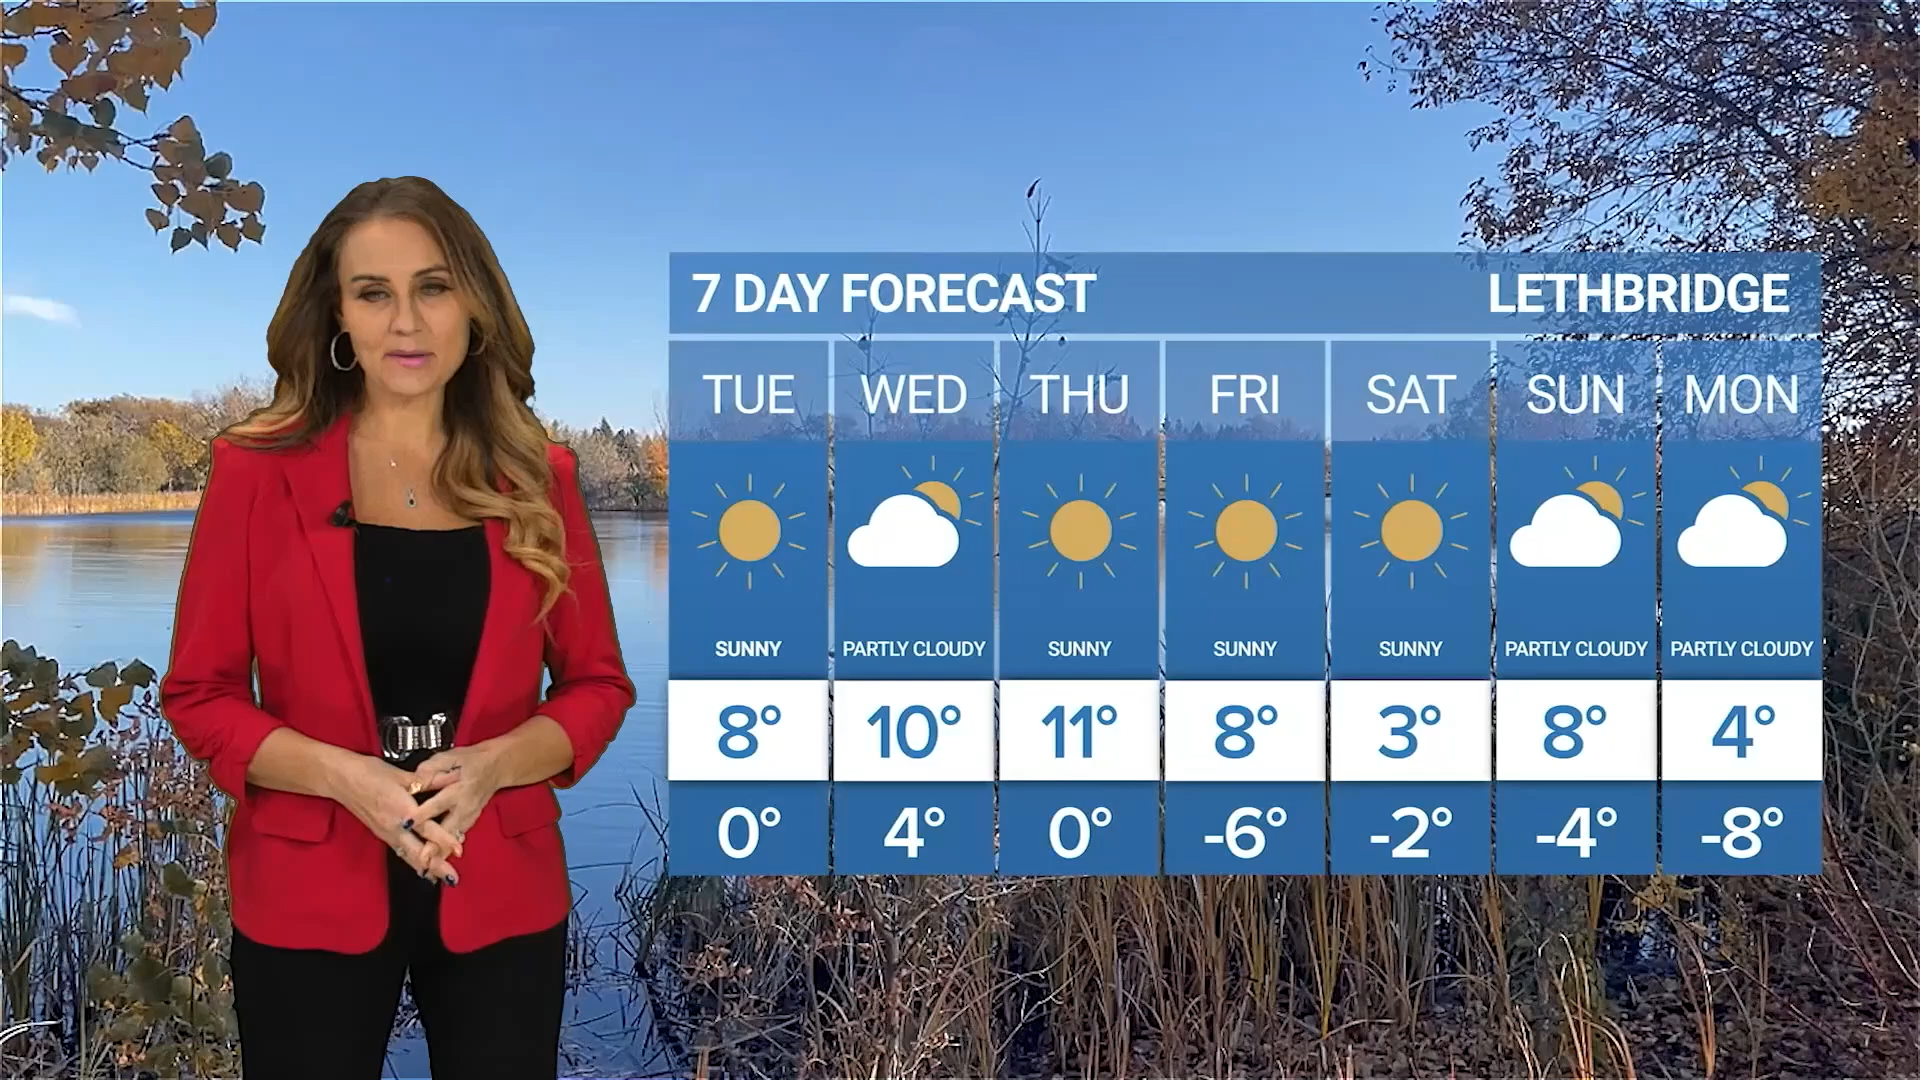 7 DAY FORECAST LETHBRIDGE
TUE WED THU FRI SAT SUN MON
SUNNY PARTLY CLOUDY SUNNY SUNNY SUNNY PARTLY CLOUDY PARTLY CLOUDY
8° 10° 11° 8° 3° 8° 4°
0° 4° 0° -6° -2° -4° -8°